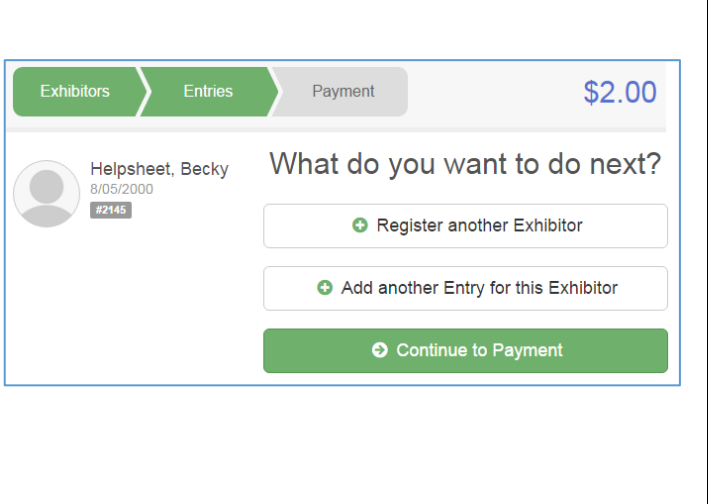 Exhibitors
Entries
Payment
$2.00
Helpsheet, Becky
8/05/2000
#2145
What do you want to do next?
Register another Exhibitor
Add another Entry for this Exhibitor
Continue to Payment